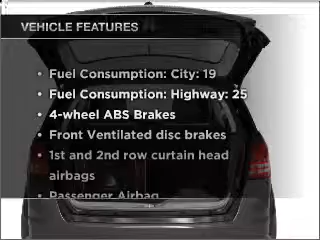 VEHICLE FEATURES
• Fuel Consumption: City: 19
• Fuel Consumption: Highway: 25
• 4-wheel ABS Brakes
• Front Ventilated disc brakes
• 1st and 2nd row curtain head
airbags
• Passenger Airbag